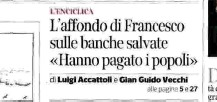 L'ENCICLICA
L'affondo di Francesco
sulle banche salvate
«Hanno pagato i popoli»
di Luigi Accattoli e Gian Guido Vecchi
alle pagine 5 e 27